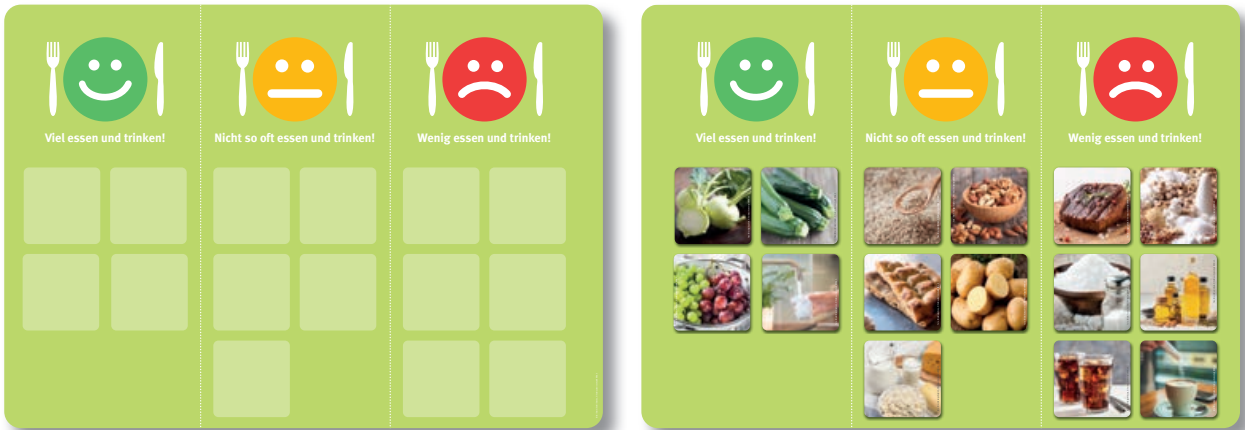 Viel essen und trinken!
Nicht so oft essen und trinken!
Wenig essen und trinken!
Viel essen und trinken!
Nicht so oft essen und trinken!
Wenig essen und trinken!